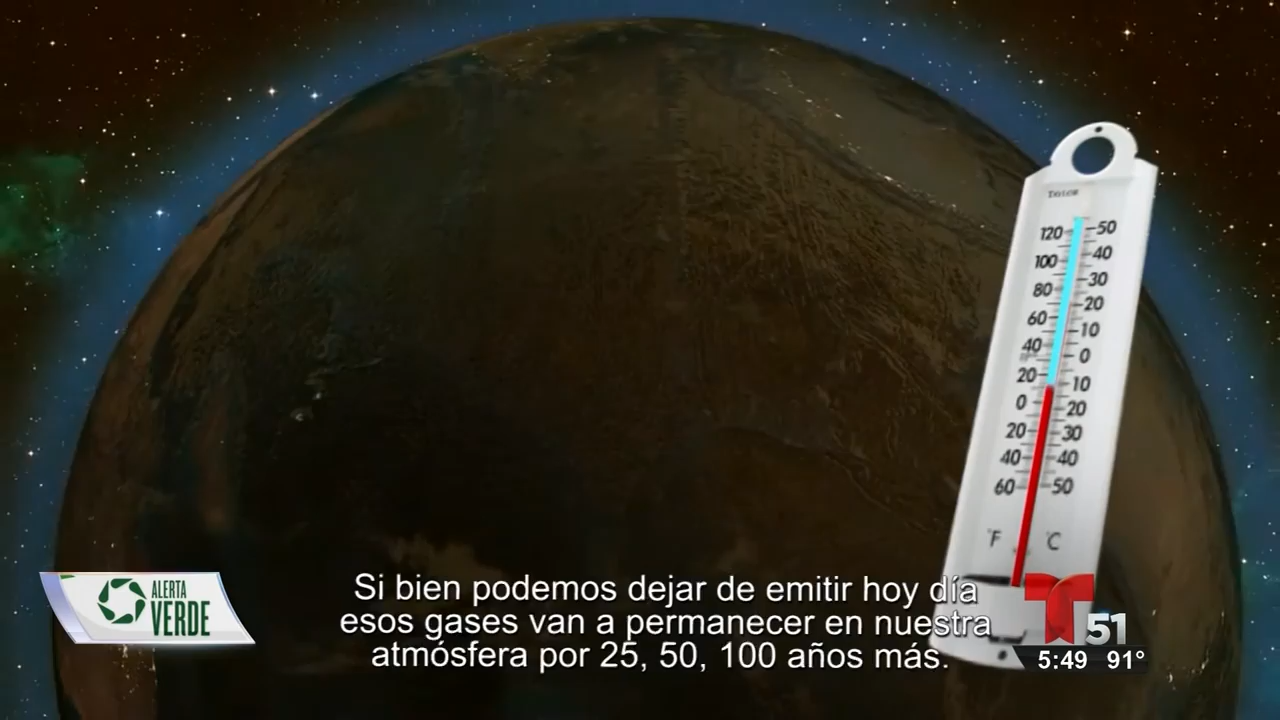 TAYLOR
120 50
100 40
80 30
60 20
40 10
20 0
0 10
20 20
40 30
60 40
50
°F °C
ALERTA
VERDE
Si bien podemos dejar de emitir hoy día
esos gases van a permanecer en nuestra
atmósfera por 25, 50, 100 años más.
51
5:49 91°